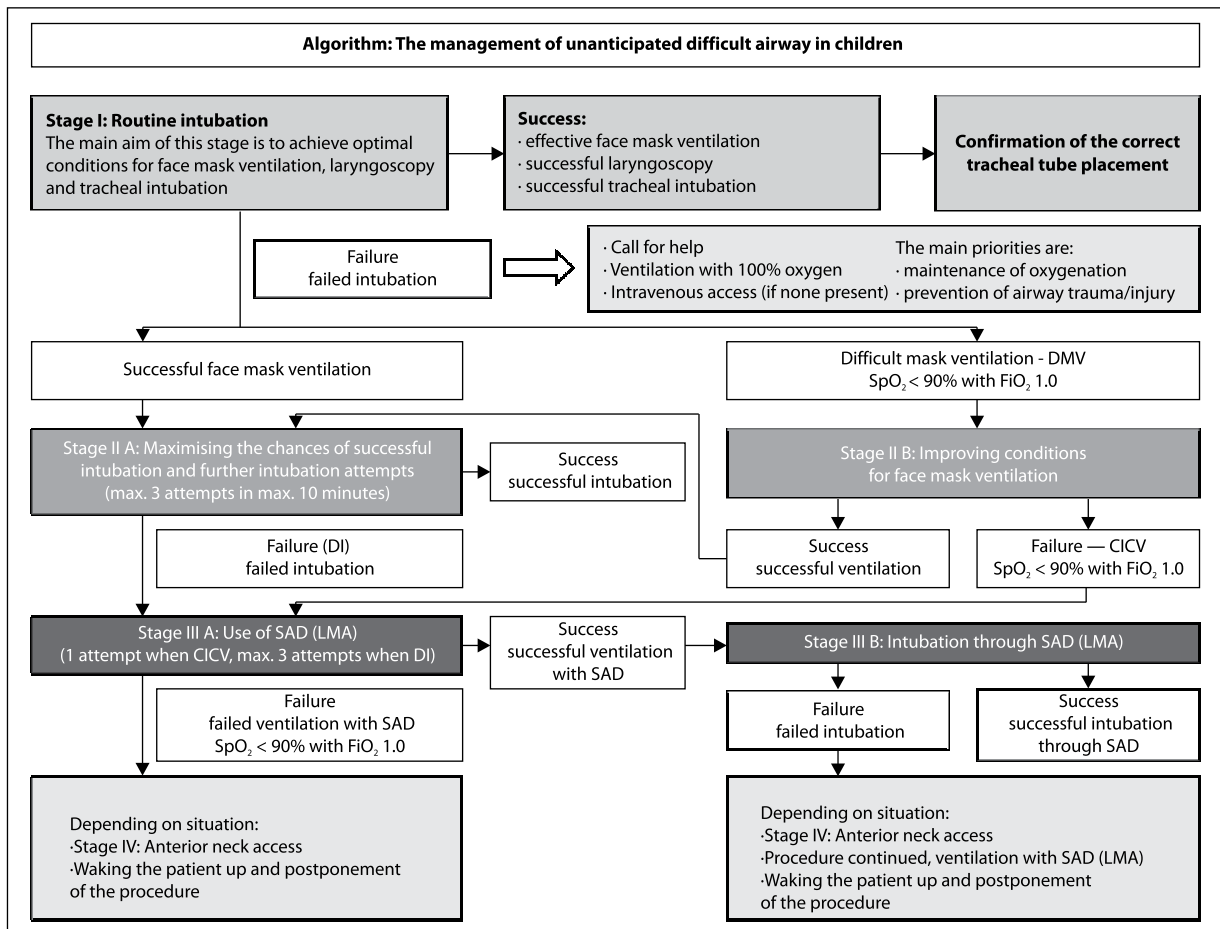 Algorithm: The management of unanticipated difficult airway in children
Stage I: Routine intubation
The main aim of this stage is to achieve optimal
conditions for face mask ventilation, laryngoscopy
and tracheal intubation
Success:
· effective face mask ventilation
· successful laryngoscopy
· successful tracheal intubation
Confirmation of the correct
tracheal tube placement
Failure
failed intubation
· Call for help
· Ventilation with 100% oxygen
· Intravenous access (if none present)
The main priorities are:
· maintenance of oxygenation
· prevention of airway trauma/injury
Successful face mask ventilation
Difficult mask ventilation - DMV
SpO₂ < 90% with FiO₂ 1.0
Stage II A: Maximising the chances of successful
intubation and further intubation attempts
(max. 3 attempts in max. 10 minutes)
Success
successful intubation
Stage II B: Improving conditions
for face mask ventilation
Failure (DI)
failed intubation
Success
successful ventilation
Failure — CICV
SpO₂ < 90% with FiO₂ 1.0
Stage III A: Use of SAD (LMA)
(1 attempt when CICV, max. 3 attempts when DI)
Success
successful ventilation
with SAD
Stage III B: Intubation through SAD (LMA)
Failure
failed ventilation with SAD
SpO₂ < 90% with FiO₂ 1.0
Failure
failed intubation
Success
successful intubation
through SAD
Depending on situation:
·Stage IV: Anterior neck access
·Waking the patient up and postponement
of the procedure
Depending on situation:
·Stage IV: Anterior neck access
·Procedure continued, ventilation with SAD (LMA)
·Waking the patient up and postponement
of the procedure